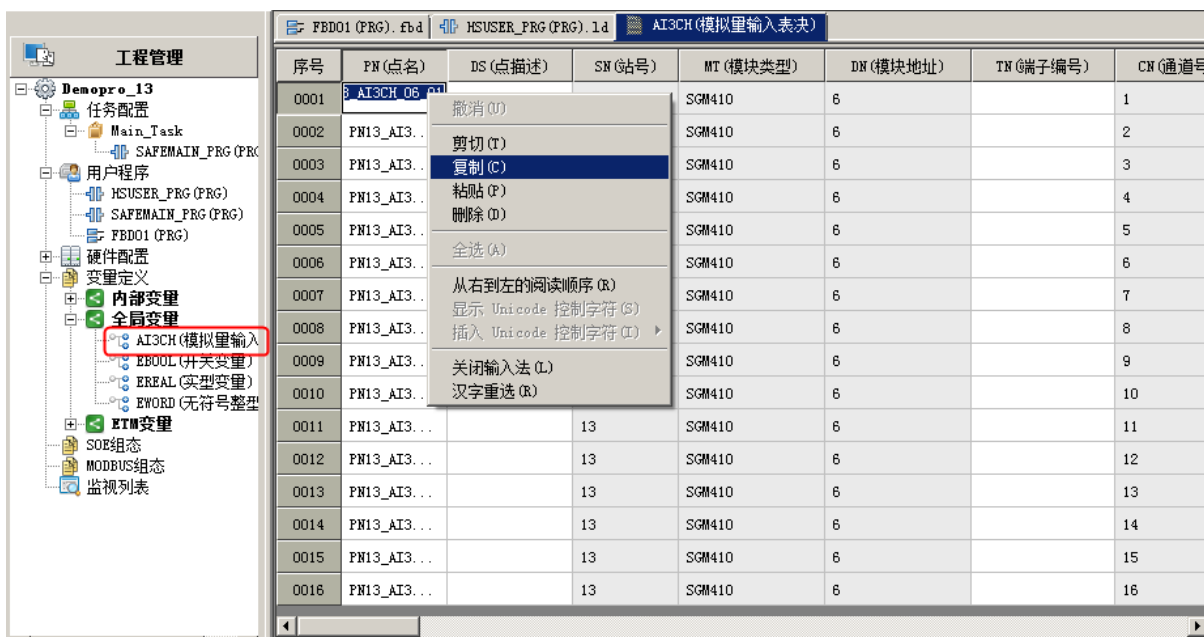 FBD01(PRG).fbd HSUSER_PRG(PRG).ld AI3CH(模拟量输入表决)
工程管理
Demopro_13
任务配置
Main_Task
SAFEMAIN_PRG(PRG
用户程序
HSUSER_PRG(PRG)
SAFEMAIN_PRG(PRG)
FBD01(PRG)
硬件配置
变量定义
内部变量
全局变量
AI3CH(模拟量输入
EBOOL(开关变量)
EREAL(实型变量)
EWORD(无符号整型
ETM变量
SOE组态
MODBUS组态
监视列表
序号 PN(点名) DS(点描述) SN(站号) MT(模块类型) DN(模块地址) TN(端子编号) CN(通道号
0001 3_AI3CH_06_01 SGM410 6 1
0002 PN13_AI3.. SGM410 6 2
0003 PN13_AI3.. SGM410 6 3
0004 PN13_AI3.. SGM410 6 4
0005 PN13_AI3.. SGM410 6 5
0006 PN13_AI3.. SGM410 6 6
0007 PN13_AI3.. SGM410 6 7
0008 PN13_AI3.. SGM410 6 8
0009 PN13_AI3.. SGM410 6 9
0010 PN13_AI3.. SGM410 6 10
0011 PN13_AI3... 13 SGM410 6 11
0012 PN13_AI3... 13 SGM410 6 12
0013 PN13_AI3... 13 SGM410 6 13
0014 PN13_AI3... 13 SGM410 6 14
0015 PN13_AI3... 13 SGM410 6 15
0016 PN13_AI3... 13 SGM410 6 16
撤消(U)
剪切(T)
复制(C)
粘贴(P)
删除(D)
全选(A)
从右到左的阅读顺序(R)
显示 Unicode 控制字符(S)
插入 Unicode 控制字符(I)
关闭输入法(L)
汉字重选(R)